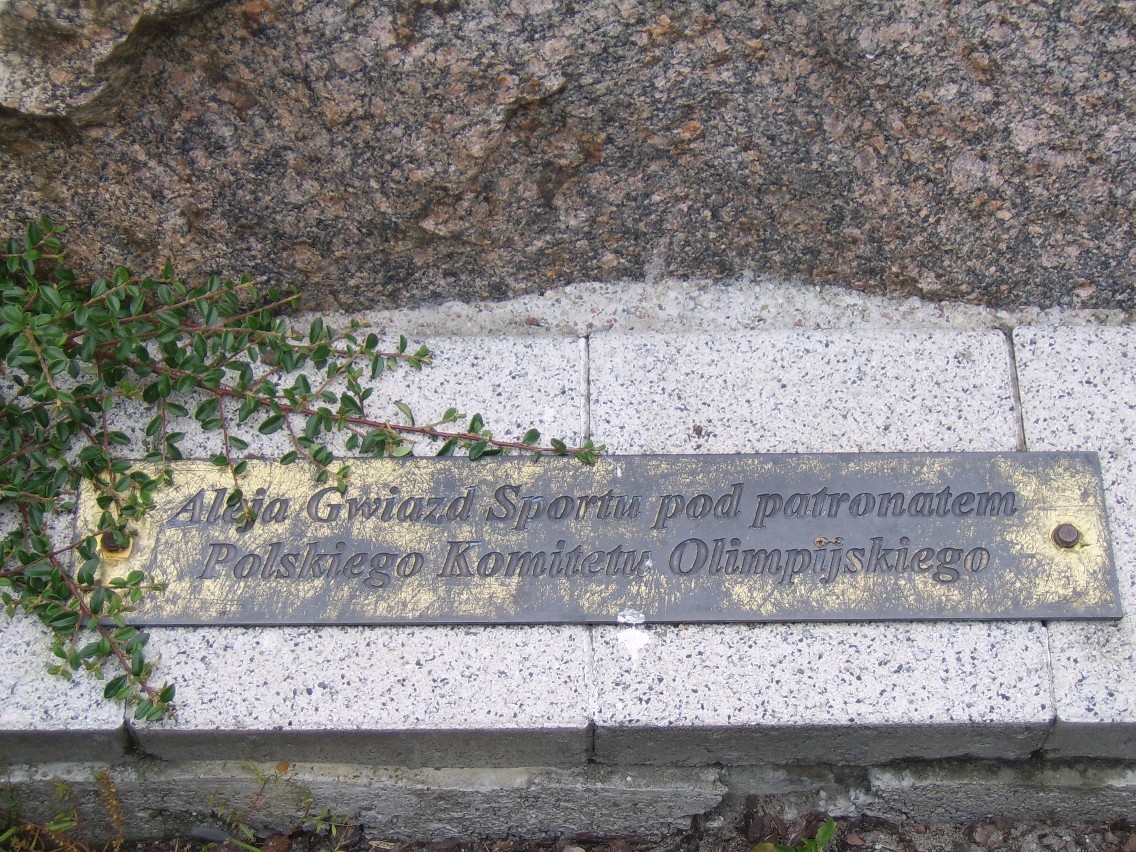 Aleja Gwiazd Sportu pod patronatem
Polskiego Komitetu Olimpijskiego